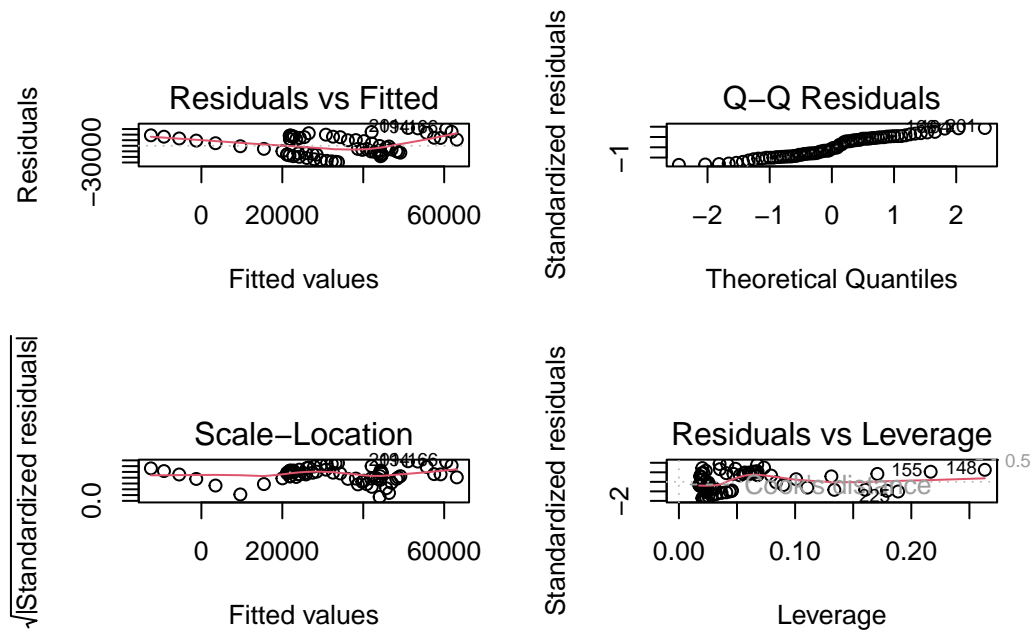 Residuals vs Fitted
Residuals
−30000
0 20000 60000
Fitted values
Q−Q Residuals
Standardized residuals
−1
−2 −1 0 1 2
Theoretical Quantiles
Scale−Location
√|Standardized residuals|
0.0
0 20000 60000
Fitted values
Residuals vs Leverage
Standardized residuals
−2
0.5
155 148
Cook's distance
225
0.00 0.10 0.20
Leverage